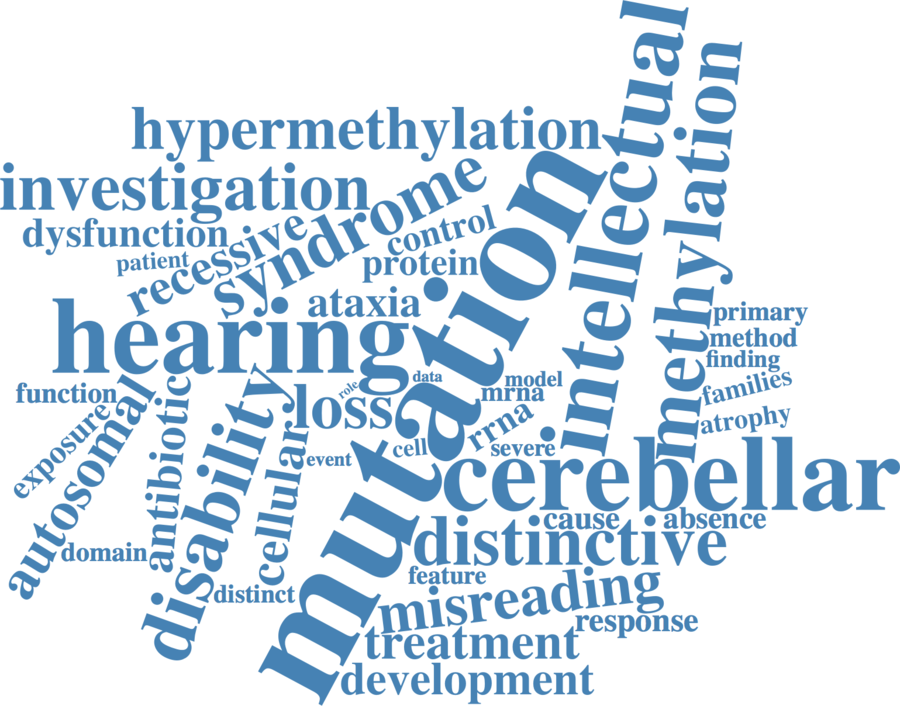 intellectual
methylation
hypermethylation
mutation
investigation
syndrome
dysfunction
recessive
control
patient
protein
ataxia
hearing
primary
method
finding
families
atrophy
function
exposure
autosomal
antibiotic
disability
role
data
loss
model
mrna
rrna
cell
severe
event
cellular
cerebellar
cause
absence
distinctive
domain
feature
distinct
misreading
response
treatment
development